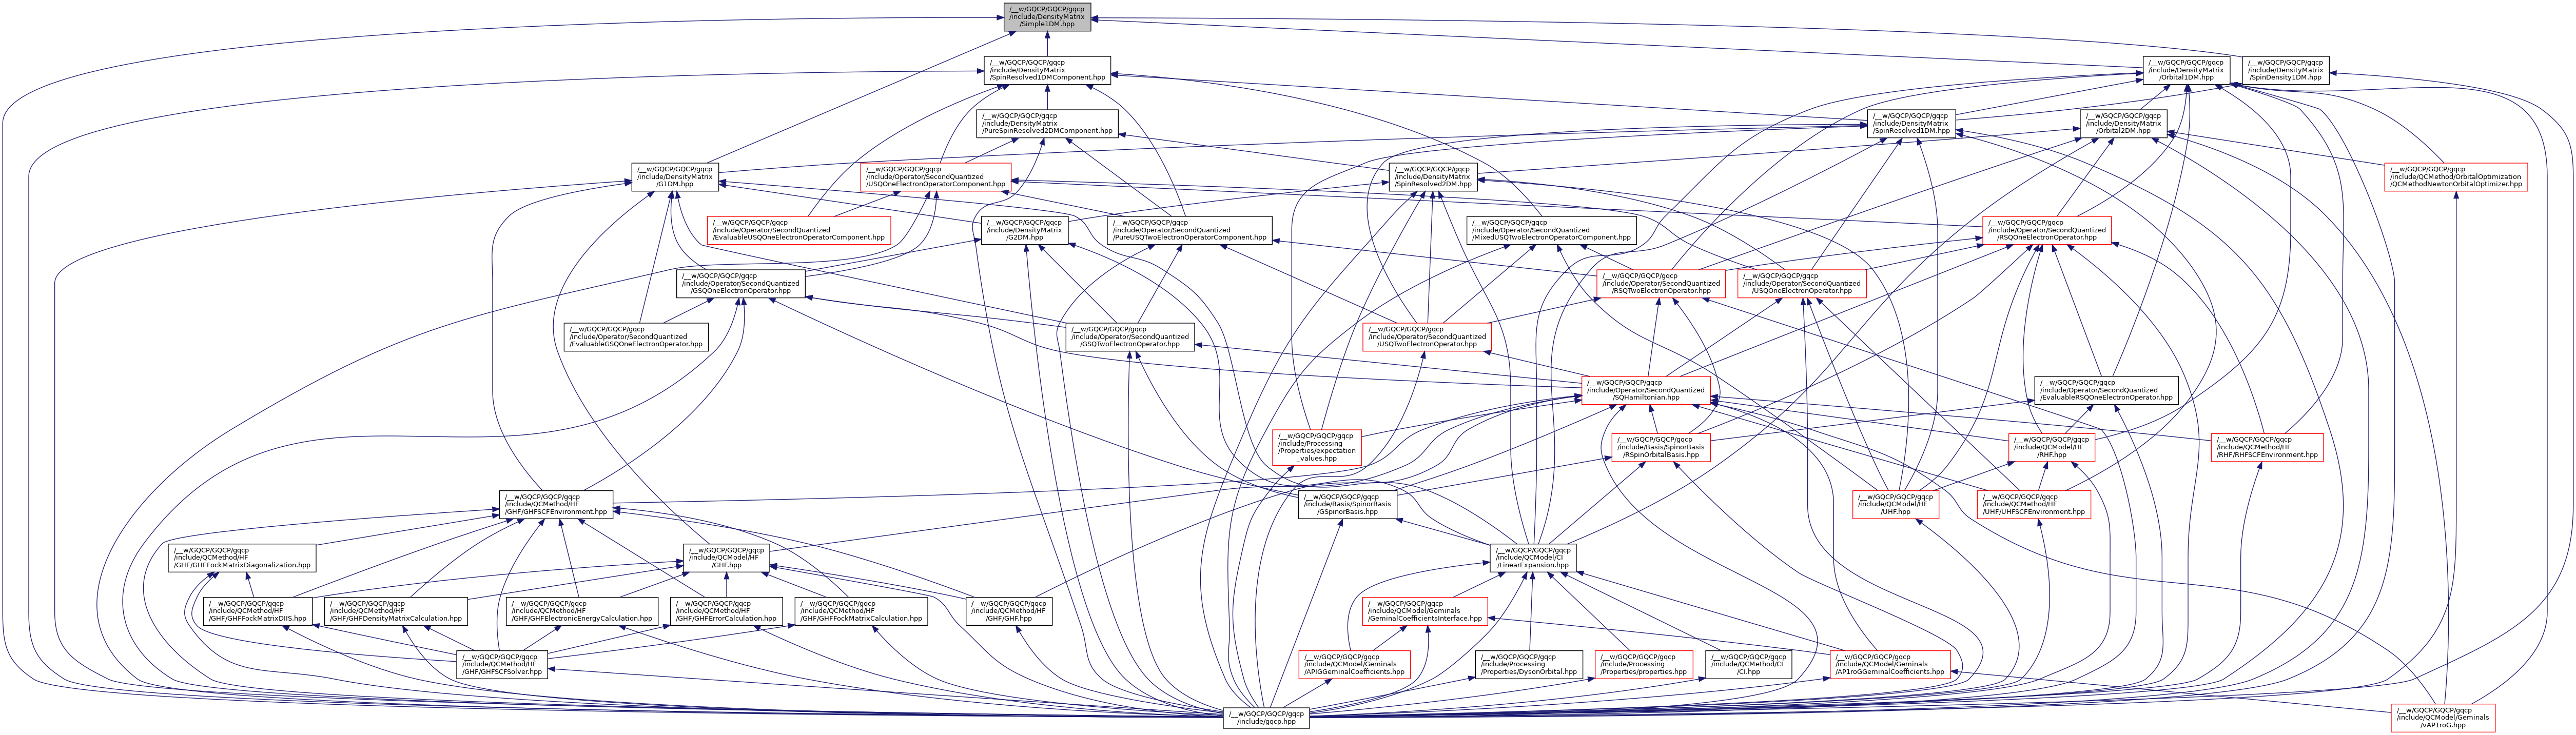 /__w/GQCP/GQCP/gqcp
/include/DensityMatrix
/Simple1DM.hpp
/__w/GQCP/GQCP/gqcp
/include/DensityMatrix
/SpinResolved1DMComponent.hpp
/__w/GQCP/GQCP/gqcp
/include/DensityMatrix
/Orbital1DM.hpp
/__w/GQCP/GQCP/gqcp
/include/DensityMatrix
/SpinDensity1DM.hpp
/__w/GQCP/GQCP/gqcp
/include/DensityMatrix
/PureSpinResolved2DMComponent.hpp
/__w/GQCP/GQCP/gqcp
/include/DensityMatrix
/SpinResolved1DM.hpp
/__w/GQCP/GQCP/gqcp
/include/DensityMatrix
/Orbital2DM.hpp
/__w/GQCP/GQCP/gqcp
/include/DensityMatrix
/G1DM.hpp
/__w/GQCP/GQCP/gqcp
/include/Operator/SecondQuantized
/USQOneElectronOperatorComponent.hpp
/__w/GQCP/GQCP/gqcp
/include/DensityMatrix
/SpinResolved2DM.hpp
/__w/GQCP/GQCP/gqcp
/include/QCMethod/OrbitalOptimization
/QCMethodNewtonOrbitalOptimizer.hpp
/__w/GQCP/GQCP/gqcp
/include/Operator/SecondQuantized
/EvaluableUSQOneElectronOperatorComponent.hpp
/__w/GQCP/GQCP/gqcp
/include/DensityMatrix
/G2DM.hpp
/__w/GQCP/GQCP/gqcp
/include/Operator/SecondQuantized
/PureUSQTwoElectronOperatorComponent.hpp
/__w/GQCP/GQCP/gqcp
/include/Operator/SecondQuantized
/MixedUSQTwoElectronOperatorComponent.hpp
/__w/GQCP/GQCP/gqcp
/include/Operator/SecondQuantized
/RSQOneElectronOperator.hpp
/__w/GQCP/GQCP/gqcp
/include/Operator/SecondQuantized
/GSQOneElectronOperator.hpp
/__w/GQCP/GQCP/gqcp
/include/Operator/SecondQuantized
/RSQTwoElectronOperator.hpp
/__w/GQCP/GQCP/gqcp
/include/Operator/SecondQuantized
/USQOneElectronOperator.hpp
/__w/GQCP/GQCP/gqcp
/include/Operator/SecondQuantized
/EvaluableGSQOneElectronOperator.hpp
/__w/GQCP/GQCP/gqcp
/include/Operator/SecondQuantized
/GSQTwoElectronOperator.hpp
/__w/GQCP/GQCP/gqcp
/include/Operator/SecondQuantized
/USQTwoElectronOperator.hpp
/__w/GQCP/GQCP/gqcp
/include/Operator/SecondQuantized
/SQHamiltonian.hpp
/__w/GQCP/GQCP/gqcp
/include/Operator/SecondQuantized
/EvaluableRSQOneElectronOperator.hpp
/__w/GQCP/GQCP/gqcp
/include/Processing
/Properties/expectation
_values.hpp
/__w/GQCP/GQCP/gqcp
/include/Basis/SpinorBasis
/RSpinOrbitalBasis.hpp
/__w/GQCP/GQCP/gqcp
/include/QCModel/HF
/RHF.hpp
/__w/GQCP/GQCP/gqcp
/include/QCMethod/HF
/RHF/RHFSCFEnvironment.hpp
/__w/GQCP/GQCP/gqcp
/include/QCMethod/HF
/GHF/GHFSCFEnvironment.hpp
/__w/GQCP/GQCP/gqcp
/include/Basis/SpinorBasis
/GSpinorBasis.hpp
/__w/GQCP/GQCP/gqcp
/include/QCModel/HF
/UHF.hpp
/__w/GQCP/GQCP/gqcp
/include/QCMethod/HF
/UHF/UHFSCFEnvironment.hpp
/__w/GQCP/GQCP/gqcp
/include/QCMethod/HF
/GHF/GHFFockMatrixDiagonalization.hpp
/__w/GQCP/GQCP/gqcp
/include/QCModel/HF
/GHF.hpp
/__w/GQCP/GQCP/gqcp
/include/QCModel/CI
/LinearExpansion.hpp
/__w/GQCP/GQCP/gqcp
/include/QCMethod/HF
/GHF/GHFFockMatrixDIIS.hpp
/__w/GQCP/GQCP/gqcp
/include/QCMethod/HF
/GHF/GHFDensityMatrixCalculation.hpp
/__w/GQCP/GQCP/gqcp
/include/QCMethod/HF
/GHF/GHFElectronicEnergyCalculation.hpp
/__w/GQCP/GQCP/gqcp
/include/QCMethod/HF
/GHF/GHFErrorCalculation.hpp
/__w/GQCP/GQCP/gqcp
/include/QCMethod/HF
/GHF/GHFFockMatrixCalculation.hpp
/__w/GQCP/GQCP/gqcp
/include/QCMethod/HF
/GHF/GHF.hpp
/__w/GQCP/GQCP/gqcp
/include/QCModel/Geminals
/GeminalCoefficientsInterface.hpp
/__w/GQCP/GQCP/gqcp
/include/QCMethod/HF
/GHF/GHFSCFSolver.hpp
/__w/GQCP/GQCP/gqcp
/include/QCModel/Geminals
/APIGGeminalCoefficients.hpp
/__w/GQCP/GQCP/gqcp
/include/Processing
/Properties/DysonOrbital.hpp
/__w/GQCP/GQCP/gqcp
/include/Processing
/Properties/properties.hpp
/__w/GQCP/GQCP/gqcp
/include/QCMethod/CI
/CI.hpp
/__w/GQCP/GQCP/gqcp
/include/QCModel/Geminals
/AP1roGGeminalCoefficients.hpp
/__w/GQCP/GQCP/gqcp
/include/gqcp.hpp
/__w/GQCP/GQCP/gqcp
/include/QCModel/Geminals
/vAP1roG.hpp